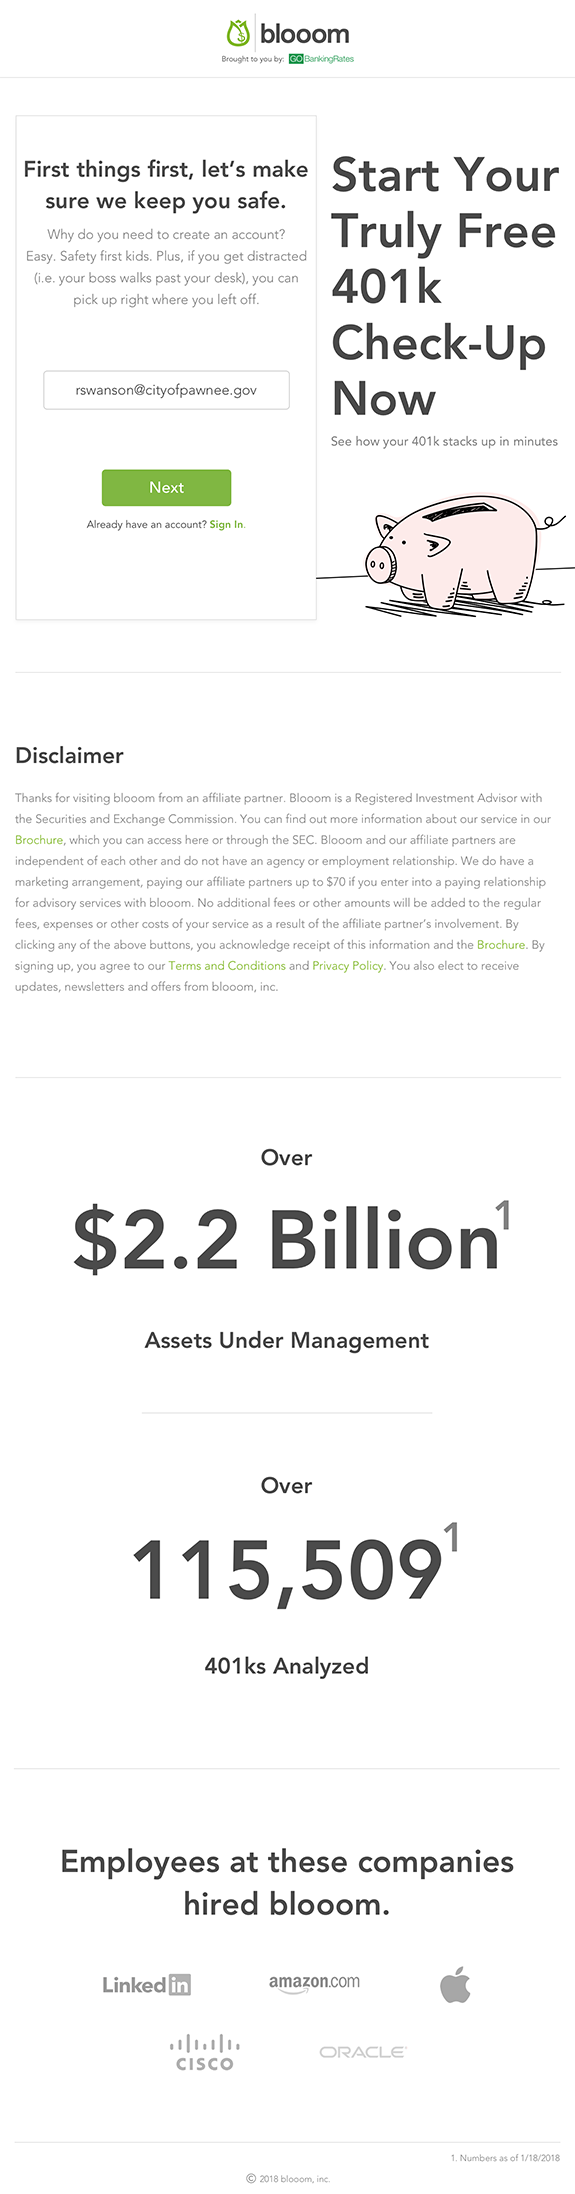 blooom
Brought to you by: GOBankingRates
First things first, let’s make
sure we keep you safe.
Why do you need to create an account?
Easy. Safety first kids. Plus, if you get distracted
(i.e. your boss walks past your desk), you can
pick up right where you left off.
rswanson@cityofpawnee.gov
Next
Already have an account? Sign In.
Start Your
Truly Free
401k
Check-Up
Now
See how your 401k stacks up in minutes
Disclaimer
Thanks for visiting blooom from an affiliate partner. Blooom is a Registered Investment Advisor with
the Securities and Exchange Commission. You can find out more information about our service in our
Brochure, which you can access here or through the SEC. Blooom and our affiliate partners are
independent of each other and do not have an agency or employment relationship. We do have a
marketing arrangement, paying our affiliate partners up to $70 if you enter into a paying relationship
for advisory services with blooom. No additional fees or other amounts will be added to the regular
fees, expenses or other costs of your service as a result of the affiliate partner’s involvement. By
clicking any of the above buttons, you acknowledge receipt of this information and the Brochure. By
signing up, you agree to our Terms and Conditions and Privacy Policy. You also elect to receive
updates, newsletters and offers from blooom, inc.
Over
$2.2 Billion1
Assets Under Management
Over
115,5091
401ks Analyzed
Employees at these companies
hired blooom.
LinkedIn amazon.com
CISCO ORACLE
1. Numbers as of 1/18/2018
© 2018 blooom, inc.